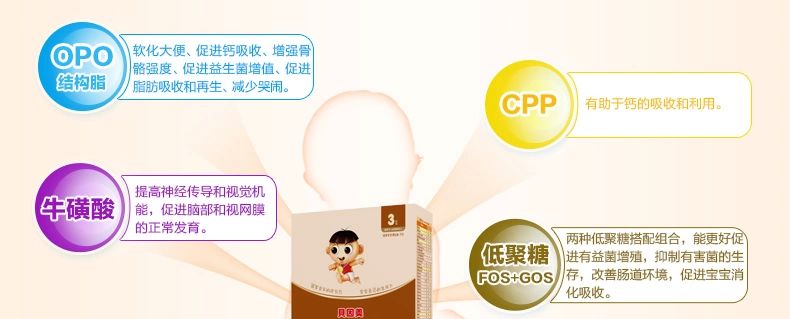 OPO
结构脂
软化大便、促进钙吸收、增强骨
骼强度、促进益生菌增值、促进
脂肪吸收和再生、减少哭闹。
CPP
有助于钙的吸收和利用。
牛磺酸
提高神经传导和视觉机
能，促进脑部和视网膜
的正常发育。
3
贝因美
低聚糖
FOS+GOS
两种低聚糖搭配组合，能更好促
进有益菌增殖，抑制有害菌的生
存，改善肠道环境，促进宝宝消
化吸收。